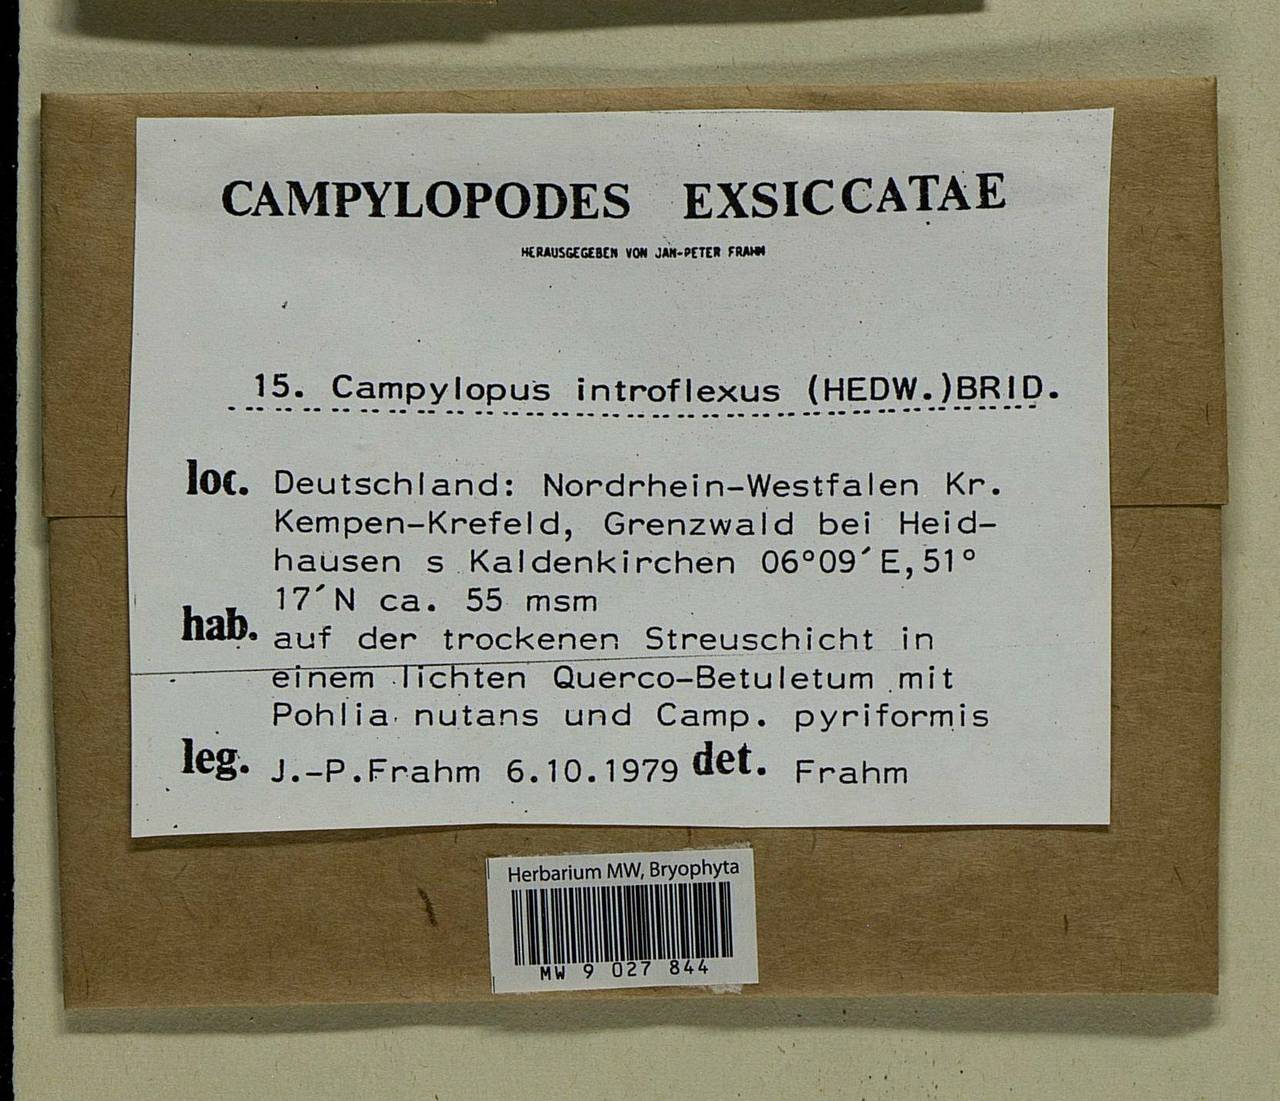 CAMPYLOPODES EXSICCATAE
HERAUSGEGEBEN VON JAN-PETER FRAHM
15. Campylopus introflexus (HEDW.)BRID.
loc. Deutschland: Nordrhein-Westfalen Kr.
Kempen-Krefeld, Grenzwald bei Heid-
hausen s Kaldenkirchen 06°09´E,51°
17´N ca. 55 msm
hab. auf der trockenen Streuschicht in
einem lichten Querco-Betuletum mit
Pohlia nutans und Camp. pyriformis
leg. J.-P.Frahm 6.10.1979 det. Frahm
Herbarium MW, Bryophyta
MW 9 027 844